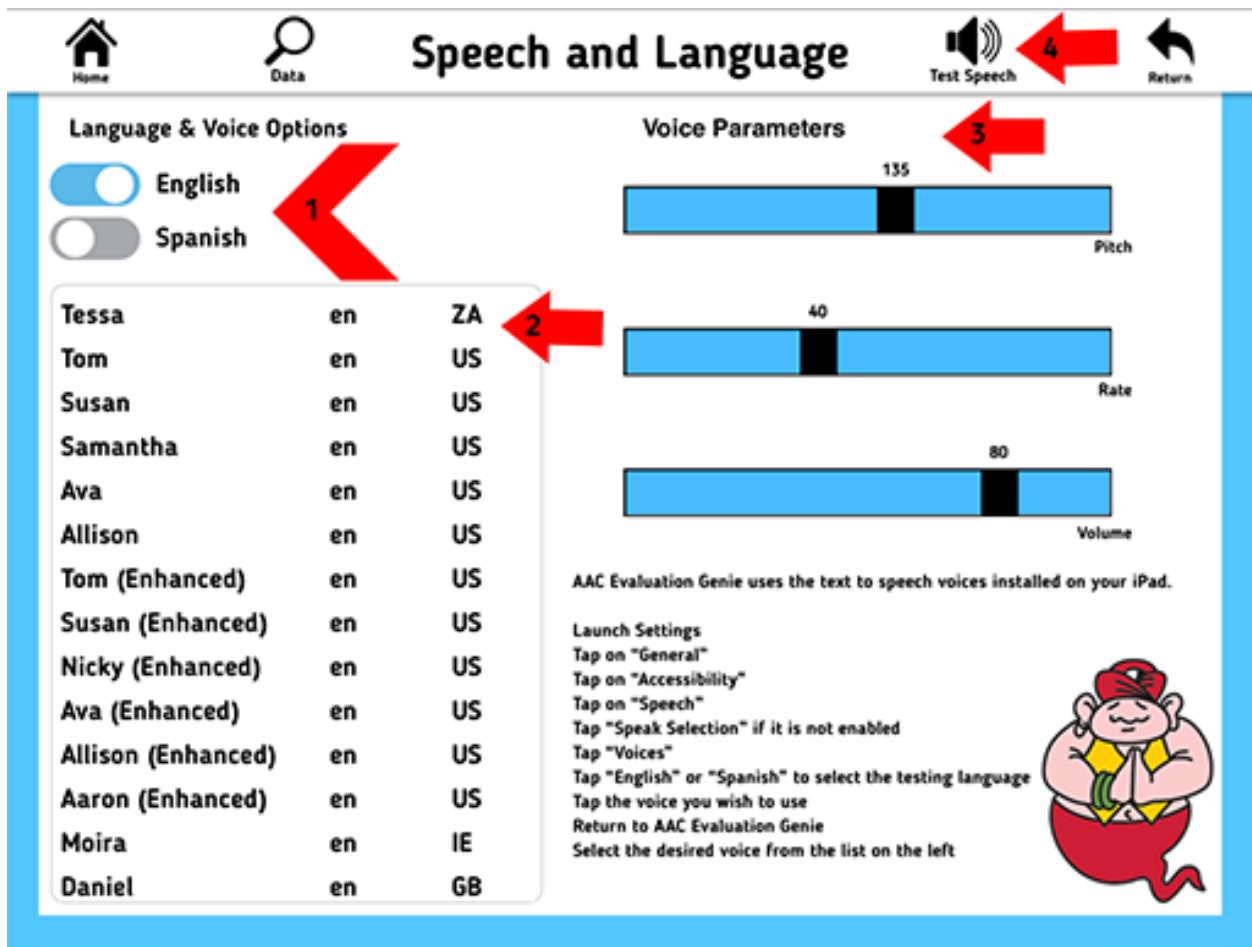 Home
Data
Speech and Language
Test Speech
4
Return
Language & Voice Options
English
Spanish
1
Tessa en ZA
2
Tom en US
Susan en US
Samantha en US
Ava en US
Allison en US
Tom (Enhanced) en US
Susan (Enhanced) en US
Nicky (Enhanced) en US
Ava (Enhanced) en US
Allison (Enhanced) en US
Aaron (Enhanced) en US
Moira en IE
Daniel en GB
Voice Parameters
3
135
Pitch
40
Rate
80
Volume
AAC Evaluation Genie uses the text to speech voices installed on your iPad.
Launch Settings
Tap on "General"
Tap on "Accessibility"
Tap on "Speech"
Tap "Speak Selection" if it is not enabled
Tap "Voices"
Tap "English" or "Spanish" to select the testing language
Tap the voice you wish to use
Return to AAC Evaluation Genie
Select the desired voice from the list on the left